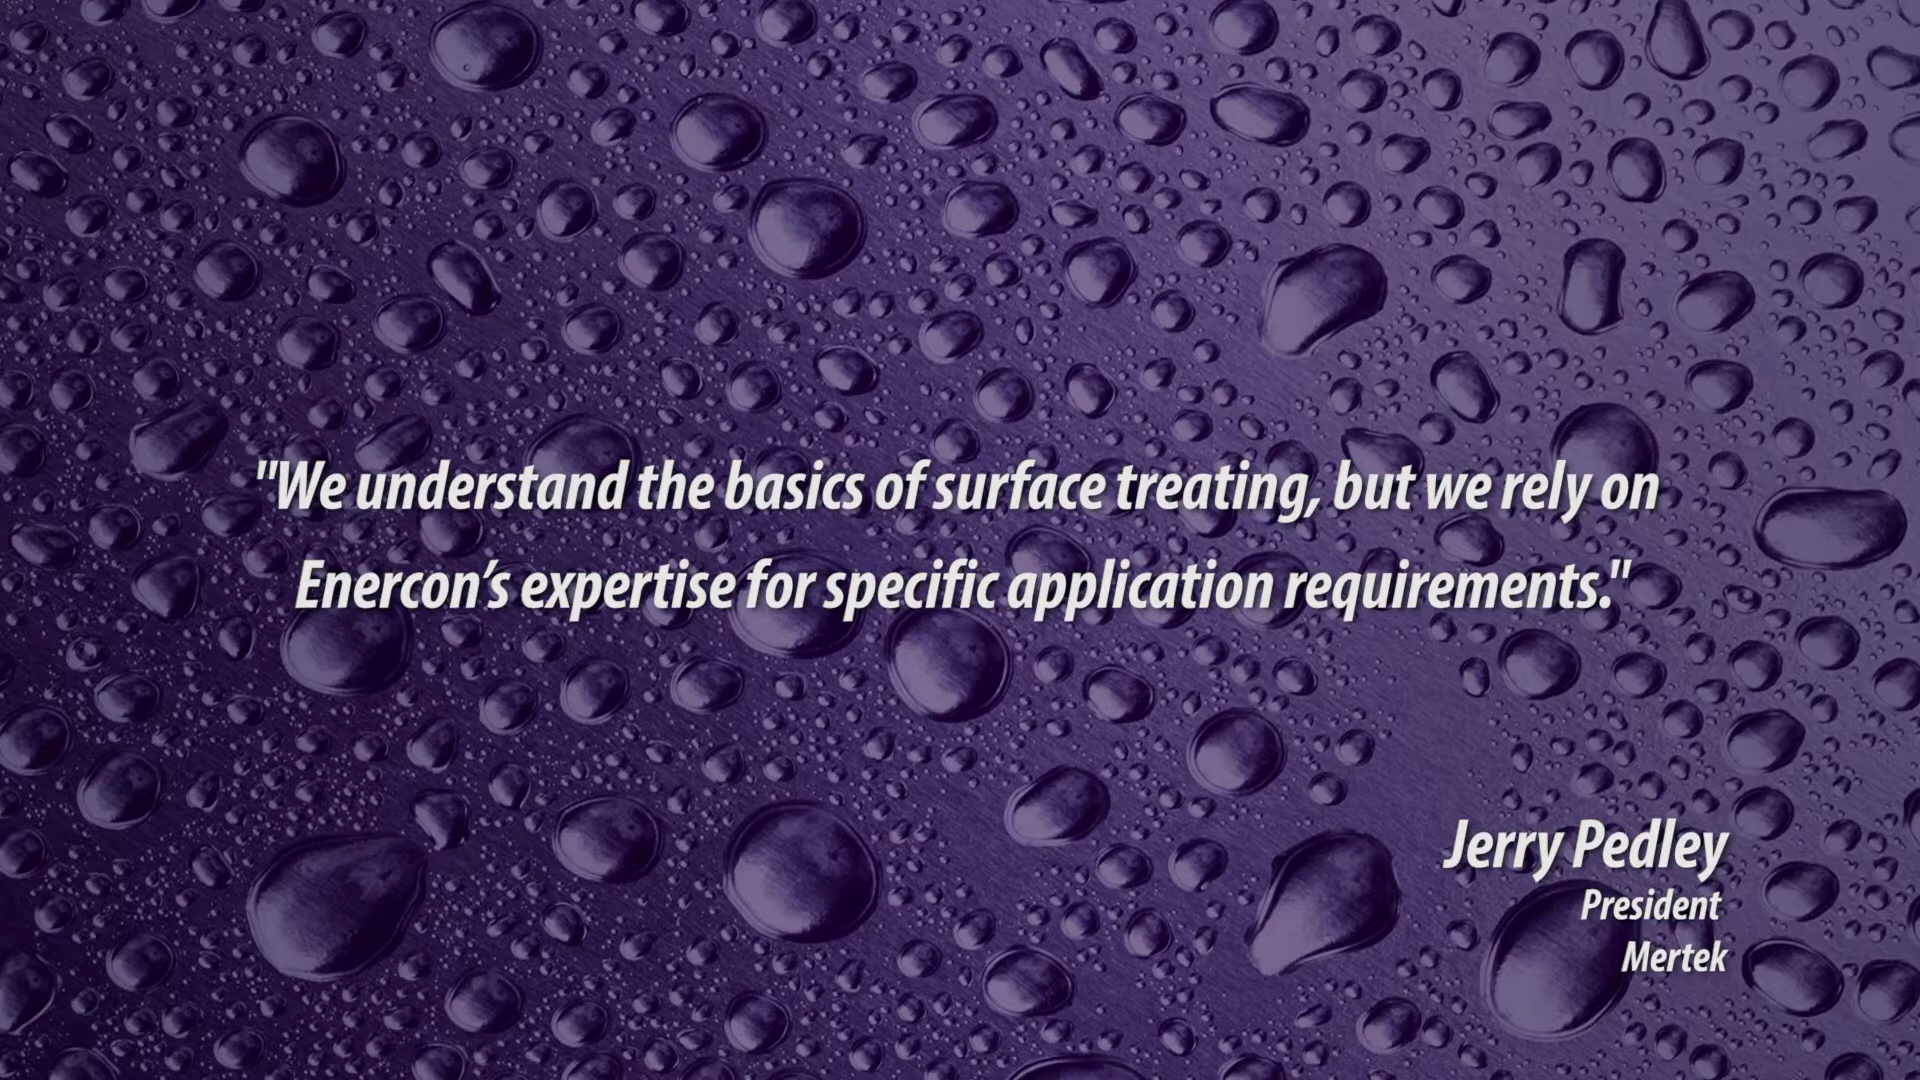 "We understand the basics of surface treating, but we rely on
Enercon’s expertise for specific application requirements."
Jerry Pedley
President
Mertek